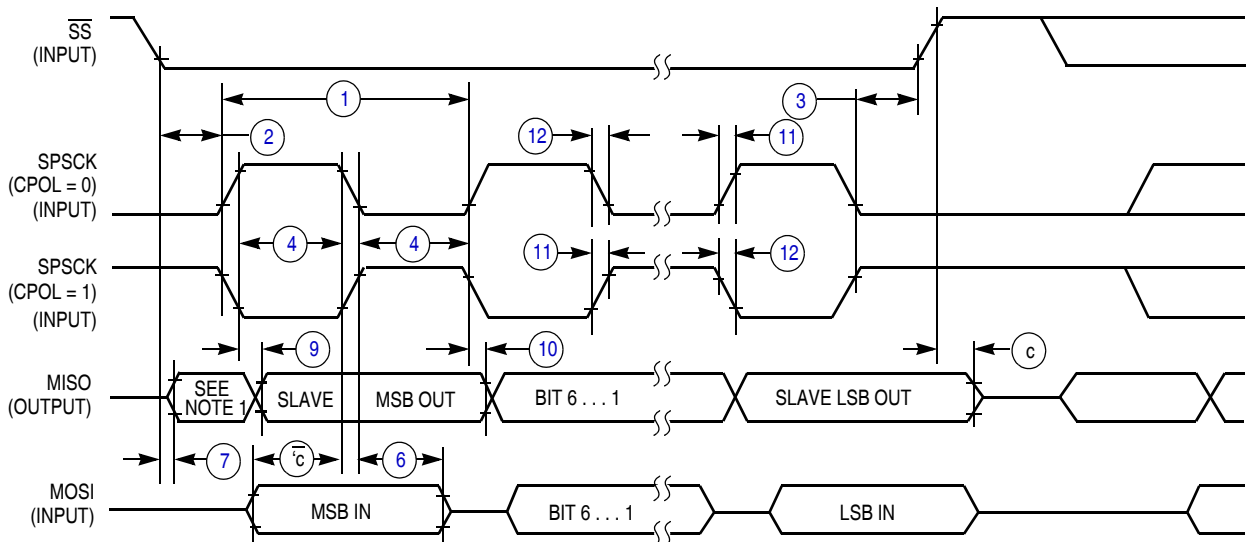 SS
(INPUT)
1
3
2
12
11
SPSCK
(CPOL = 0)
(INPUT)
4
4
SPSCK
(CPOL = 1)
(INPUT)
11
12
9
10
c
MISO
(OUTPUT)
SEE
NOTE 1
SLAVE
MSB OUT
BIT 6 . . . 1
SLAVE LSB OUT
7
6
MOSI
(INPUT)
MSB IN
BIT 6 . . . 1
LSB IN